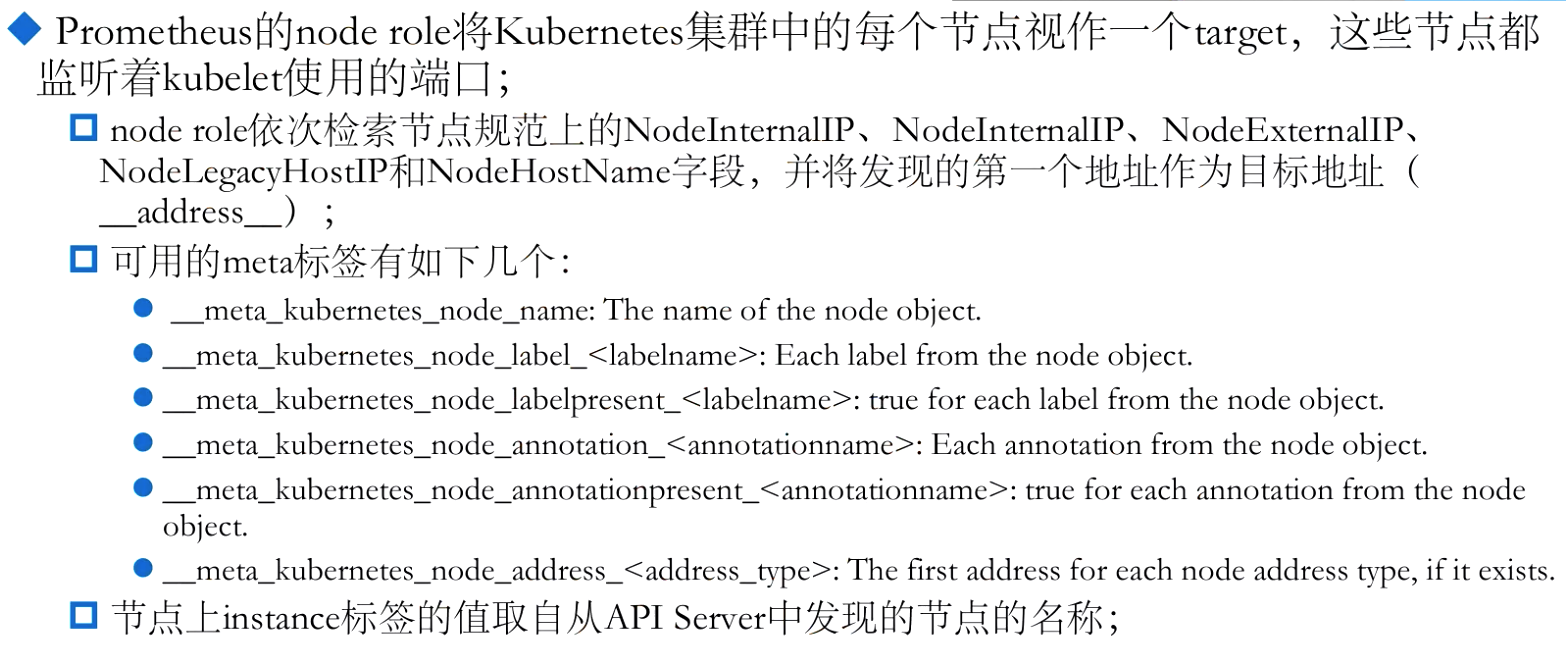 Prometheus的node role将Kubernetes集群中的每个节点视作一个target，这些节点都
监听着kubelet使用的端口；
node role依次检索节点规范上的NodeInternalIP、NodeInternalIP、NodeExternalIP、
NodeLegacyHostIP和NodeHostName字段，并将发现的第一个地址作为目标地址（
__address__）；
可用的meta标签有如下几个：
__meta_kubernetes_node_name: The name of the node object.
__meta_kubernetes_node_label_<labelname>: Each label from the node object.
__meta_kubernetes_node_labelpresent_<labelname>: true for each label from the node object.
__meta_kubernetes_node_annotation_<annotationname>: Each annotation from the node object.
__meta_kubernetes_node_annotationpresent_<annotationname>: true for each annotation from the node
object.
__meta_kubernetes_node_address_<address_type>: The first address for each node address type, if it exists.
节点上instance标签的值取自从API Server中发现的节点的名称；